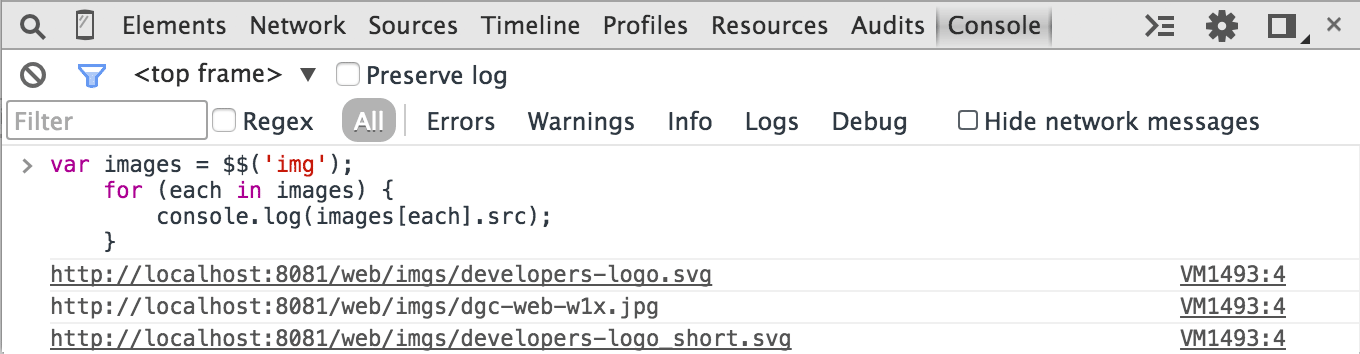 Elements Network Sources Timeline Profiles Resources Audits Console
<top frame> ▼ Preserve log
Filter Regex All Errors Warnings Info Logs Debug Hide network messages
> var images = $$('img');
for (each in images) {
console.log(images[each].src);
}
http://localhost:8081/web/imgs/developers-logo.svg VM1493:4
http://localhost:8081/web/imgs/dgc-web-w1x.jpg VM1493:4
http://localhost:8081/web/imgs/developers-logo_short.svg VM1493:4